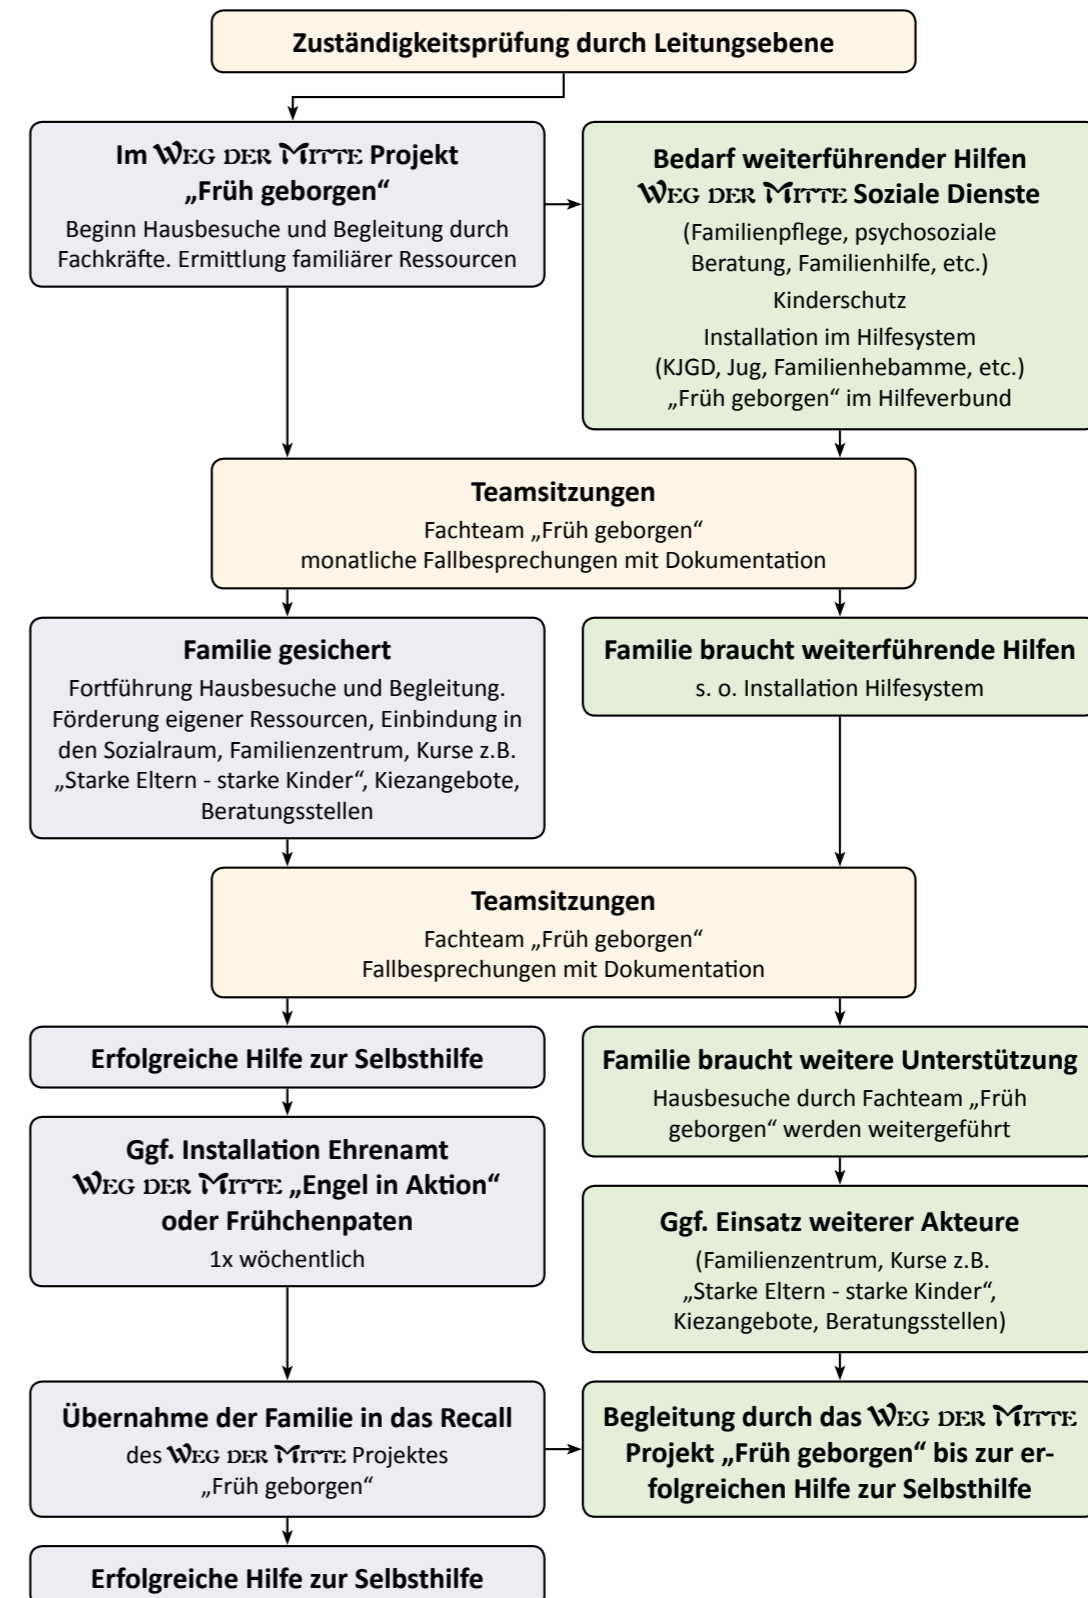 Zuständigkeitsprüfung durch Leitungsebene
Im WEG DER MITTE Projekt
„Früh geborgen“
Beginn Hausbesuche und Begleitung durch
Fachkräfte. Ermittlung familiärer Ressourcen
Bedarf weiterführender Hilfen
WEG DER MITTE Soziale Dienste
(Familienpflege, psychosoziale
Beratung, Familienhilfe, etc.)
Kinderschutz
Installation im Hilfesystem
(KJGD, Jug, Familienhebamme, etc.)
„Früh geborgen“ im Hilfeverbund
Teamsitzungen
Fachteam „Früh geborgen“
monatliche Fallbesprechungen mit Dokumentation
Familie gesichert
Fortführung Hausbesuche und Begleitung.
Förderung eigener Ressourcen, Einbindung in
den Sozialraum, Familienzentrum, Kurse z.B.
„Starke Eltern - starke Kinder“, Kiezangebote,
Beratungsstellen
Familie braucht weiterführende Hilfen
s. o. Installation Hilfesystem
Teamsitzungen
Fachteam „Früh geborgen“
Fallbesprechungen mit Dokumentation
Erfolgreiche Hilfe zur Selbsthilfe
Ggf. Installation Ehrenamt
WEG DER MITTE „Engel in Aktion“
oder Frühchenpaten
1x wöchentlich
Familie braucht weitere Unterstützung
Hausbesuche durch Fachteam „Früh
geborgen“ werden weitergeführt
Ggf. Einsatz weiterer Akteure
(Familienzentrum, Kurse z.B.
„Starke Eltern - starke Kinder“,
Kiezangebote, Beratungsstellen)
Übernahme der Familie in das Recall
des WEG DER MITTE Projektes
„Früh geborgen“
Begleitung durch das WEG DER MITTE
Projekt „Früh geborgen“ bis zur er-
folgreichen Hilfe zur Selbsthilfe
Erfolgreiche Hilfe zur Selbsthilfe